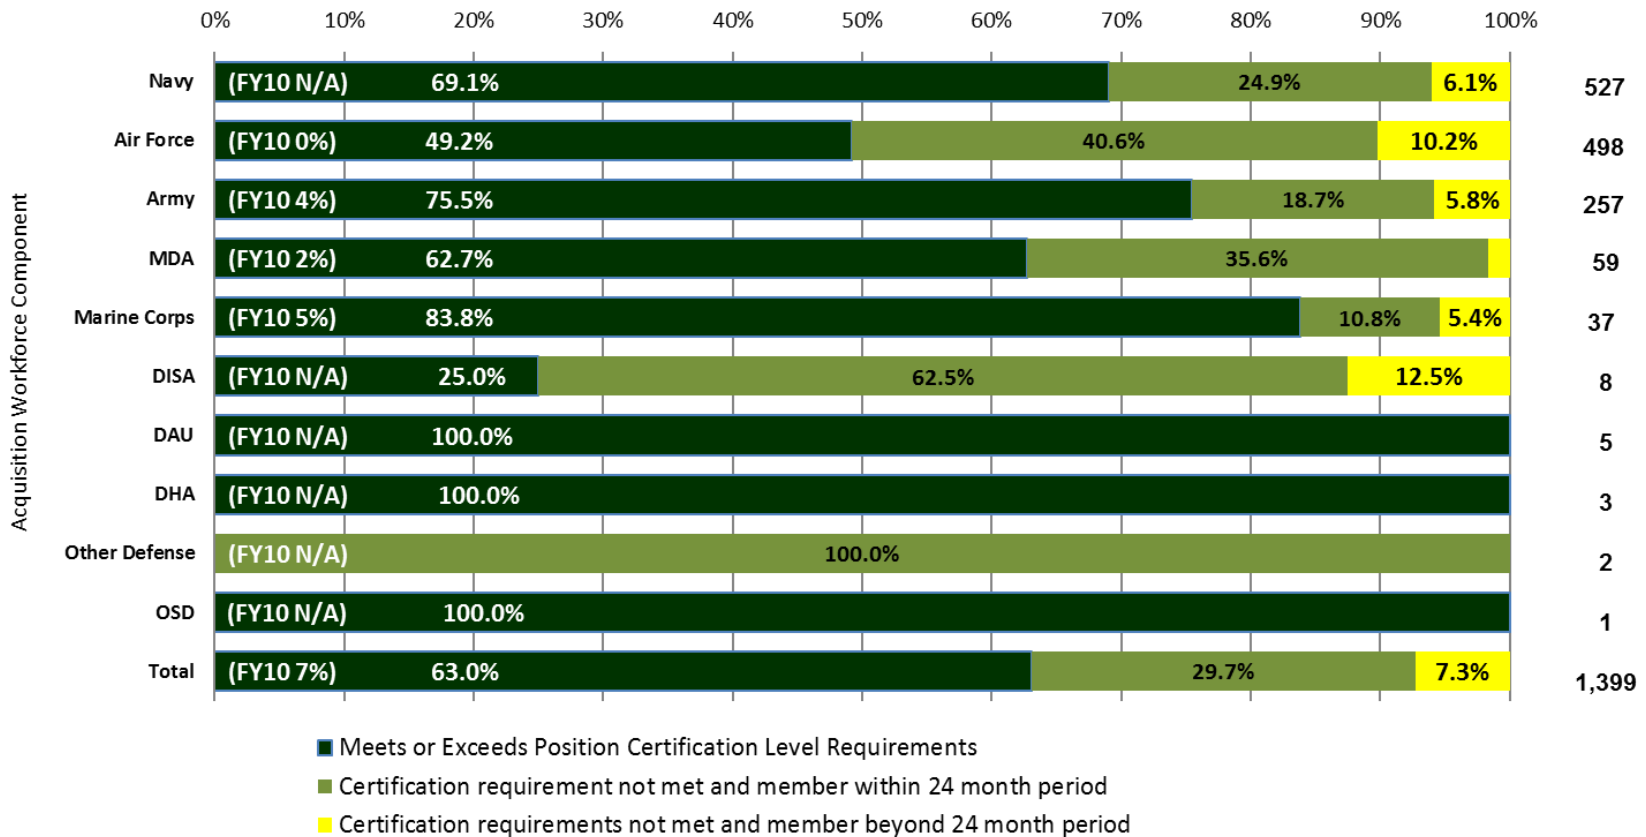 0% 10% 20% 30% 40% 50% 60% 70% 80% 90% 100%
Acquisition Workforce Component
Navy (FY10 N/A) 69.1% 24.9% 6.1% 527
Air Force (FY10 0%) 49.2% 40.6% 10.2% 498
Army (FY10 4%) 75.5% 18.7% 5.8% 257
MDA (FY10 2%) 62.7% 35.6% 59
Marine Corps (FY10 5%) 83.8% 10.8% 5.4% 37
DISA (FY10 N/A) 25.0% 62.5% 12.5% 8
DAU (FY10 N/A) 100.0% 5
DHA (FY10 N/A) 100.0% 3
Other Defense (FY10 N/A) 100.0% 2
OSD (FY10 N/A) 100.0% 1
Total (FY10 7%) 63.0% 29.7% 7.3% 1,399
Meets or Exceeds Position Certification Level Requirements
Certification requirement not met and member within 24 month period
Certification requirements not met and member beyond 24 month period